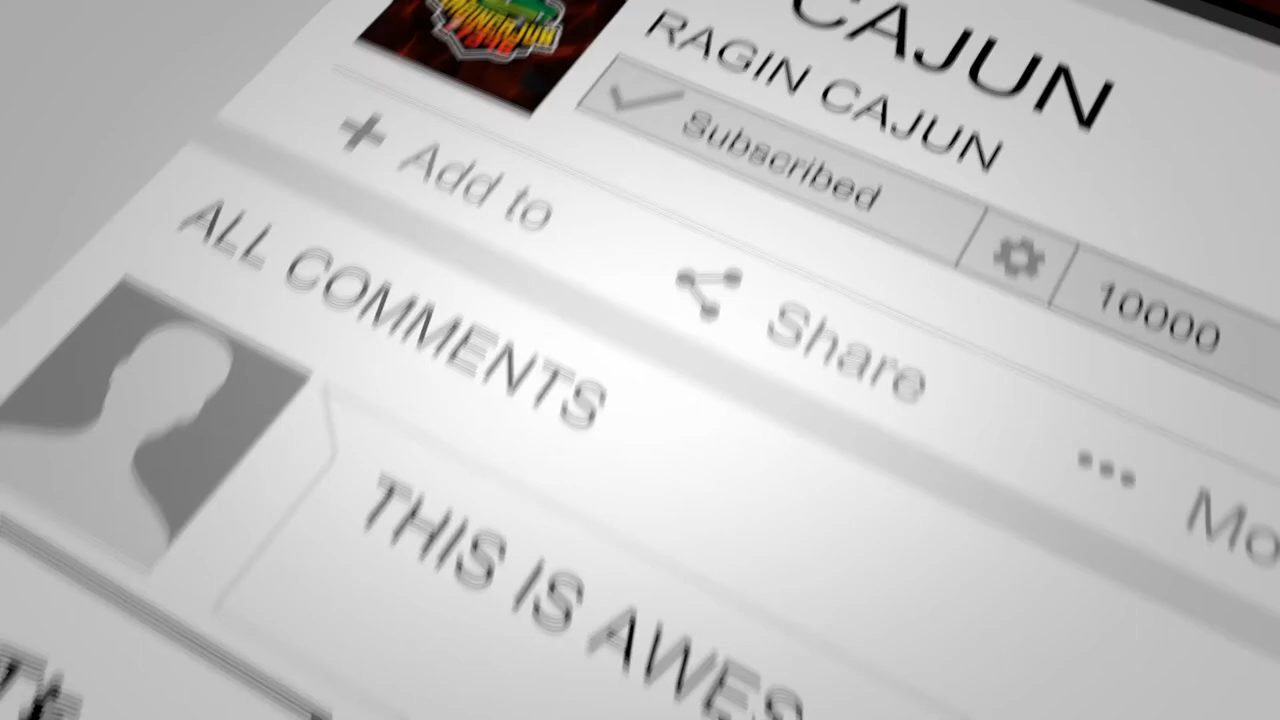 CAJUN
RAGIN CAJUN
Subscribed
10000
Add to
Share
ALL COMMENTS
THIS IS AWES